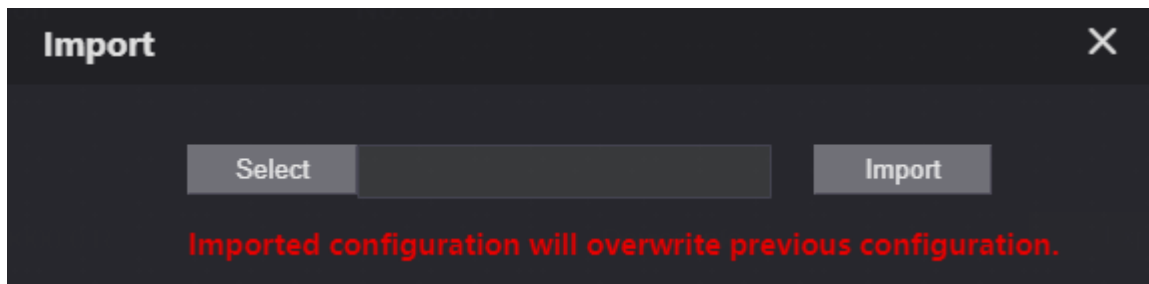 Import
Select Import
Imported configuration will overwrite previous configuration.